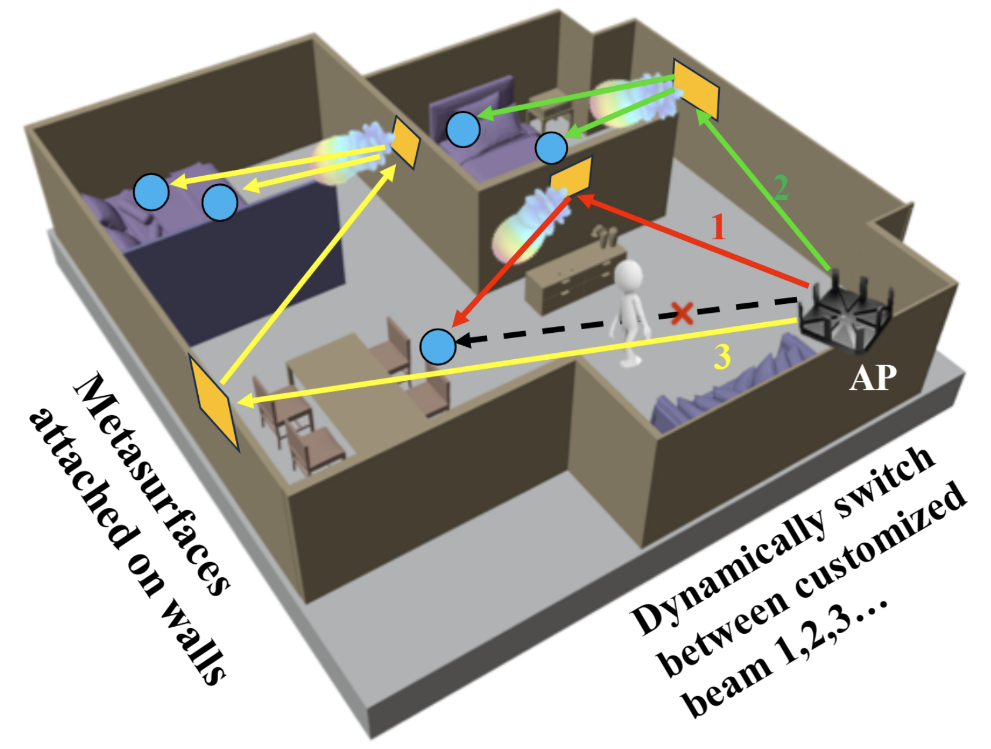 2
1
3
AP
Metasurfaces
attached on walls
Dynamically switch
between customized
beam 1,2,3...